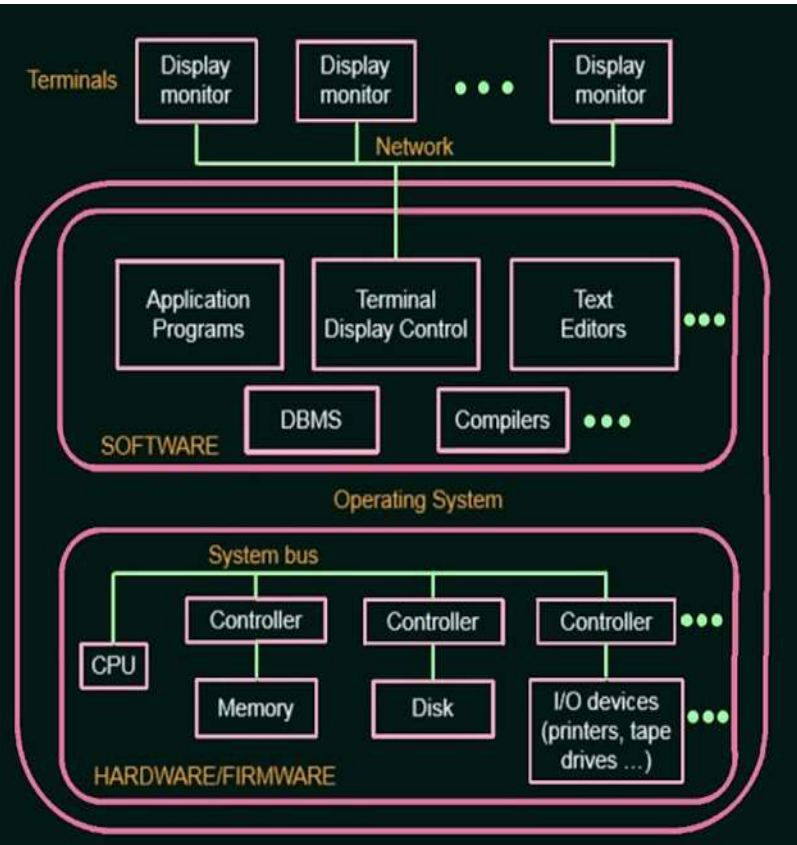 Terminals
Display
monitor
Display
monitor
Display
monitor
Network
Application
Programs
Terminal
Display Control
Text
Editors
DBMS
Compilers
SOFTWARE
Operating System
System bus
CPU
Controller
Controller
Controller
Memory
Disk
I/O devices
(printers, tape
drives ...)
HARDWARE/FIRMWARE